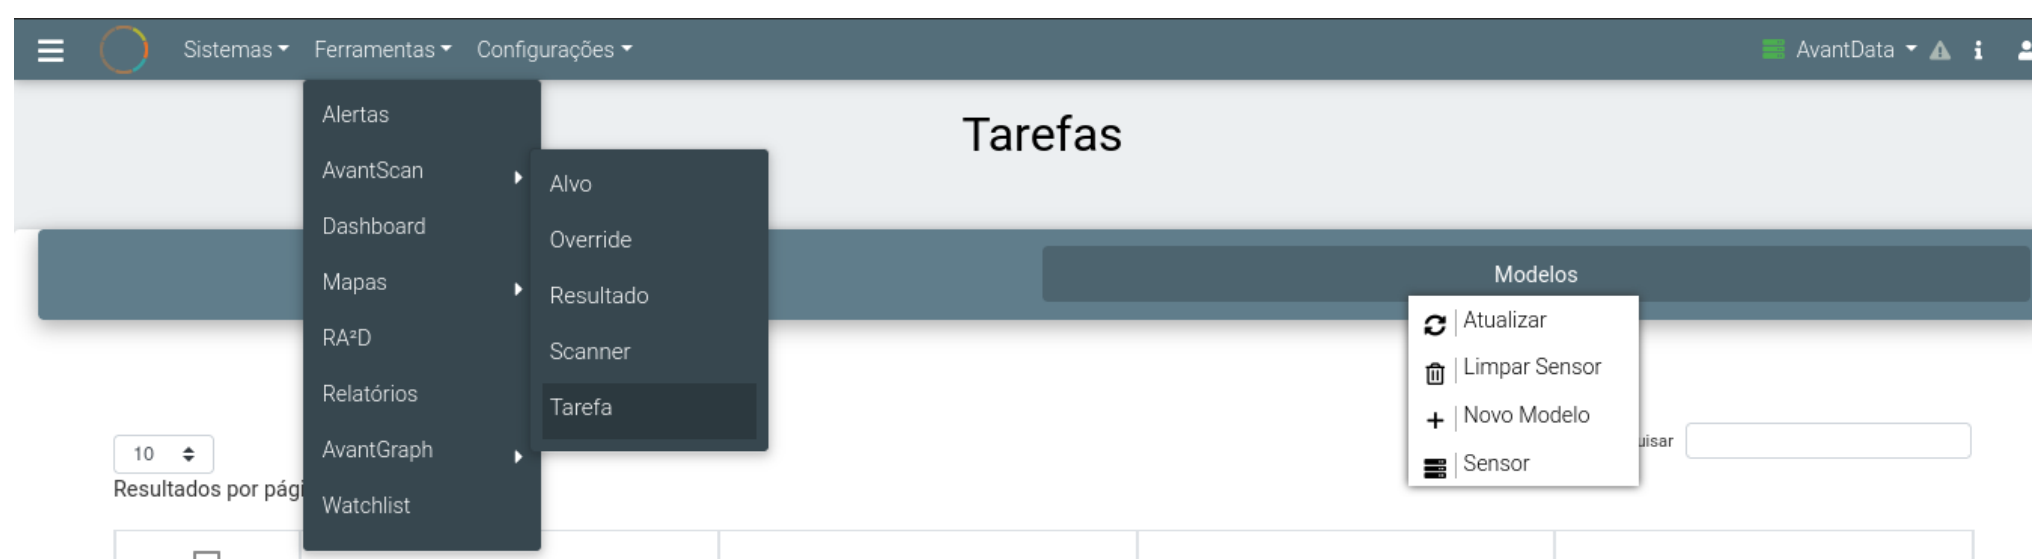 Sistemas Ferramentas Configurações AvantData
Tarefas
Alertas
AvantScan
Dashboard
Mapas
RA²D
Relatórios
AvantGraph
Watchlist
Alvo
Override
Resultado
Scanner
Tarefa
Modelos
Atualizar
Limpar Sensor
Novo Modelo
Sensor
10
Resultados por pági
uisar